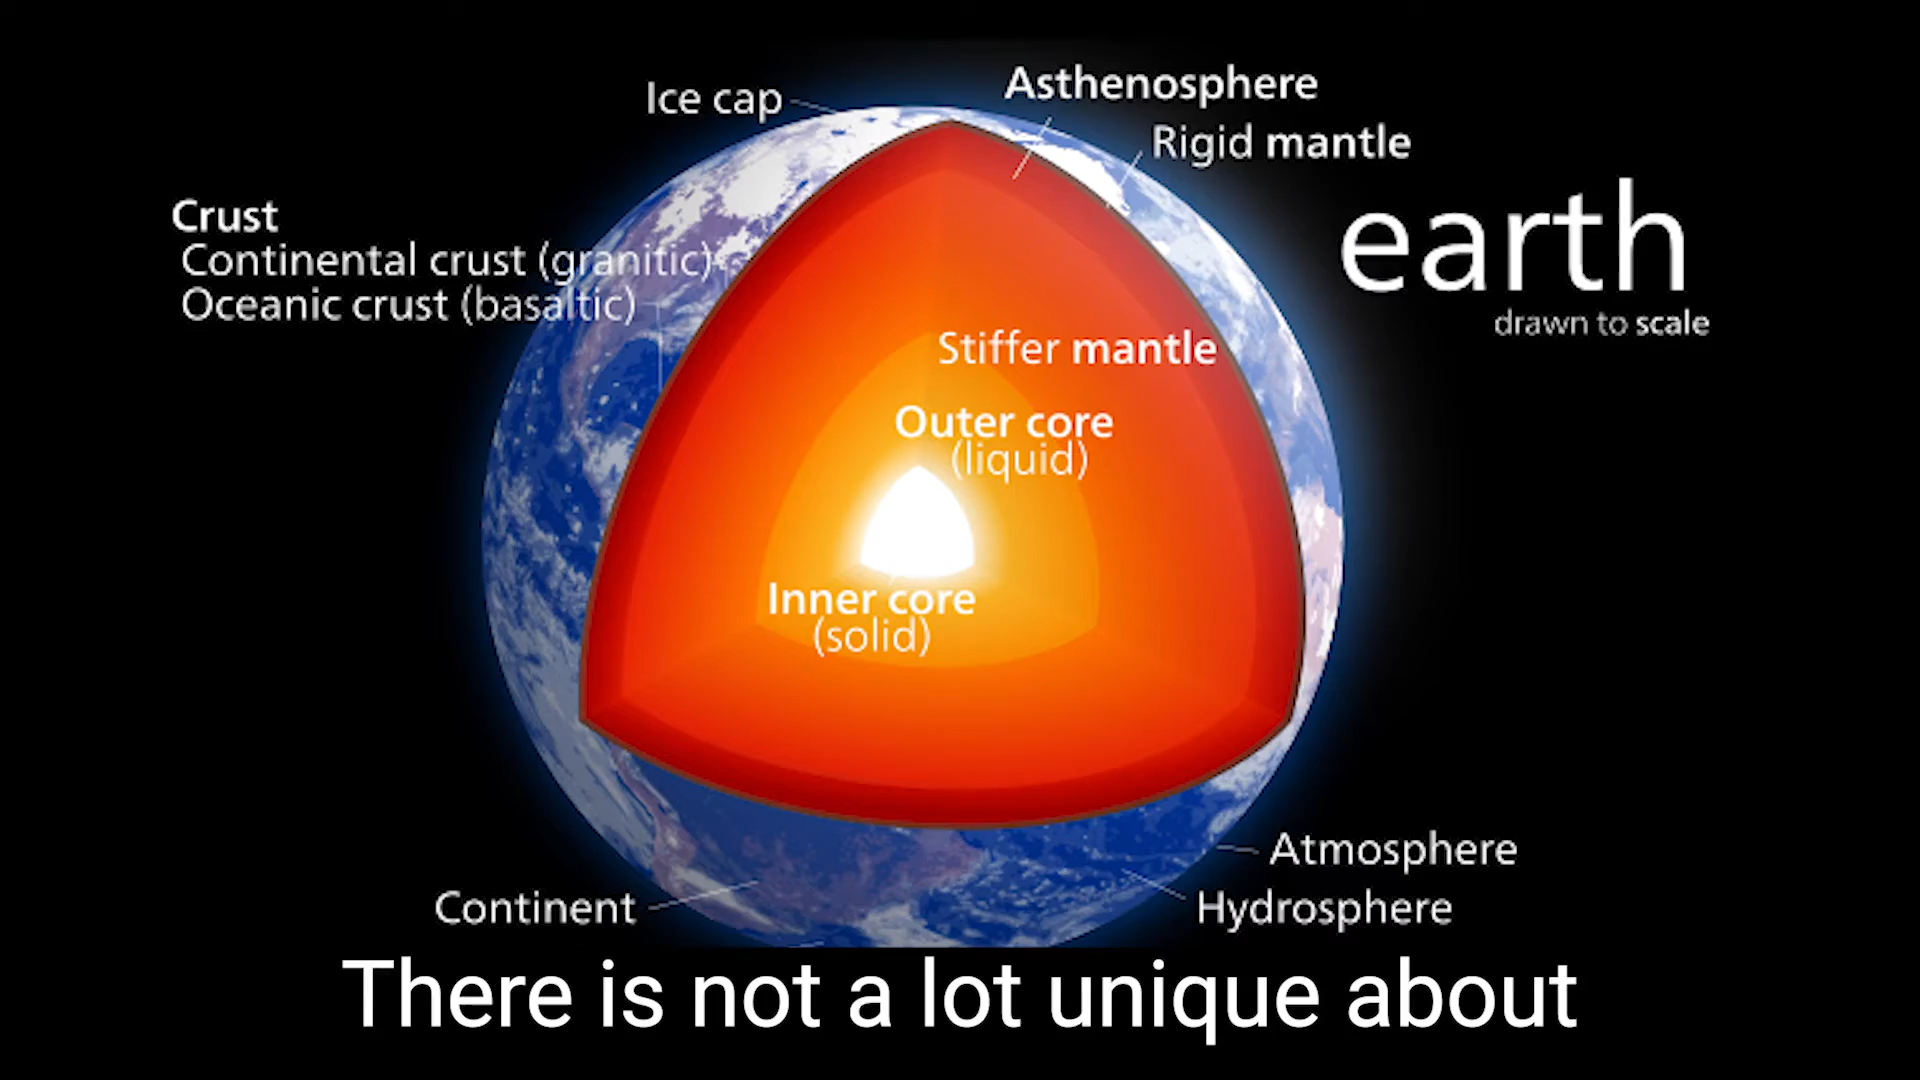 Ice cap
Asthenosphere
Rigid mantle
Crust
Continental crust (granitic)
Oceanic crust (basaltic)
earth
drawn to scale
Stiffer mantle
Outer core
(liquid)
Inner core
(solid)
Atmosphere
Continent
Hydrosphere
There is not a lot unique about